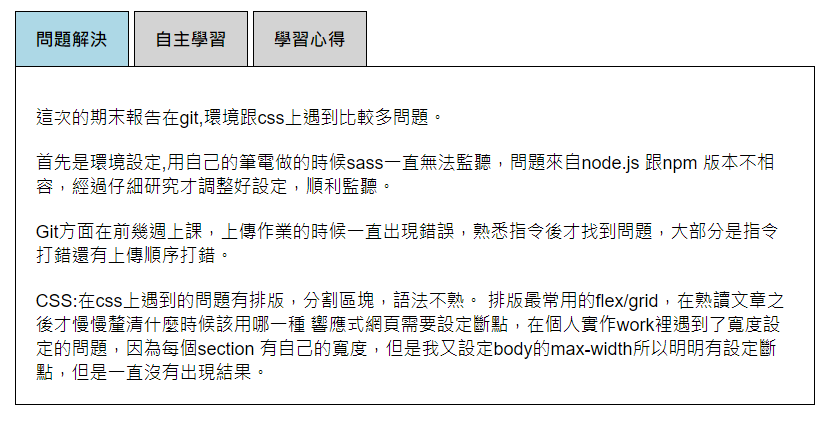 問題解決 自主學習 學習心得
這次的期末報告在git,環境跟css上遇到比較多問題。
首先是環境設定,用自己的筆電做的時候sass一直無法監聽，問題來自node.js 跟npm 版本不相
容，經過仔細研究才調整好設定，順利監聽。
Git方面在前幾週上課，上傳作業的時候一直出現錯誤，熟悉指令後才找到問題，大部分是指令
打錯還有上傳順序打錯。
CSS:在css上遇到的問題有排版，分割區塊，語法不熟。 排版最常用的flex/grid，在熟讀文章之
後才慢慢釐清什麼時候該用哪一種 響應式網頁需要設定斷點，在個人實作work裡遇到了寬度設
定的問題，因為每個section 有自己的寬度，但是我又設定body的max-width所以明明有設定斷
點，但是一直沒有出現結果。